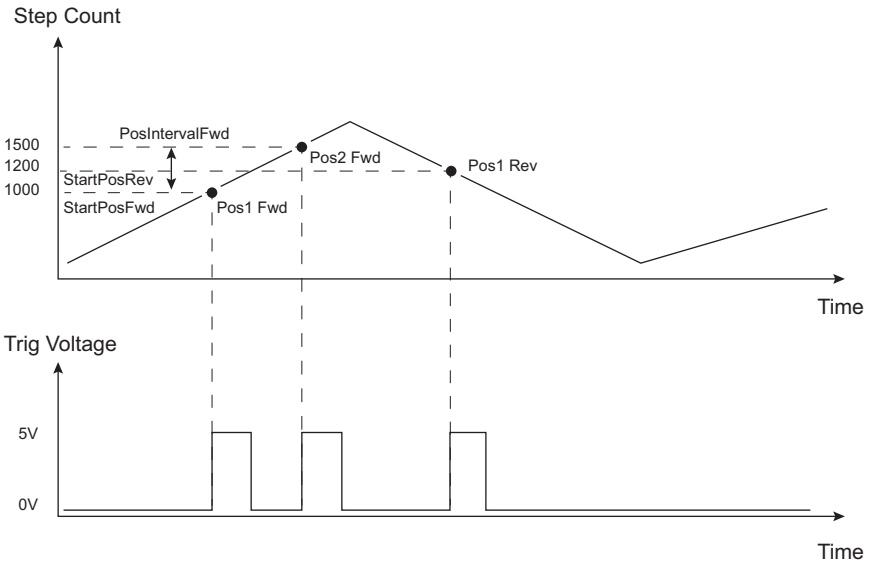 Step Count
PosIntervalFwd
1500
Pos2 Fwd
1200
Pos1 Rev
StartPosRev
1000
StartPosFwd
Pos1 Fwd
Time
Trig Voltage
5V
0V
Time